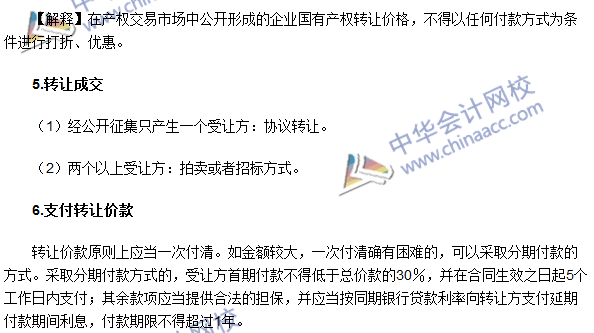 【解释】在产权交易市场中公开形成的企业国有产权转让价格，不得以任何付款方式为条
件进行打折、优惠。
5.转让成交
（1）经公开征集只产生一个受让方：协议转让。
（2）两个以上受让方：拍卖或者招标方式。
6.支付转让价款
转让价款原则上应当一次付清。如金额较大，一次付清确有困难的，可以采取分期付款的
方式。采取分期付款方式的，受让方首期付款不得低于总价款的30%，并在合同生效之日起5个
工作日内支付；其余款项应当提供合法的担保，并应当按同期银行贷款利率向转让方支付延期
付款期间利息，付款期限不得超过1年。
中华会计网校
www.chinaacc.com
中华会计网校
www.chinaacc.com